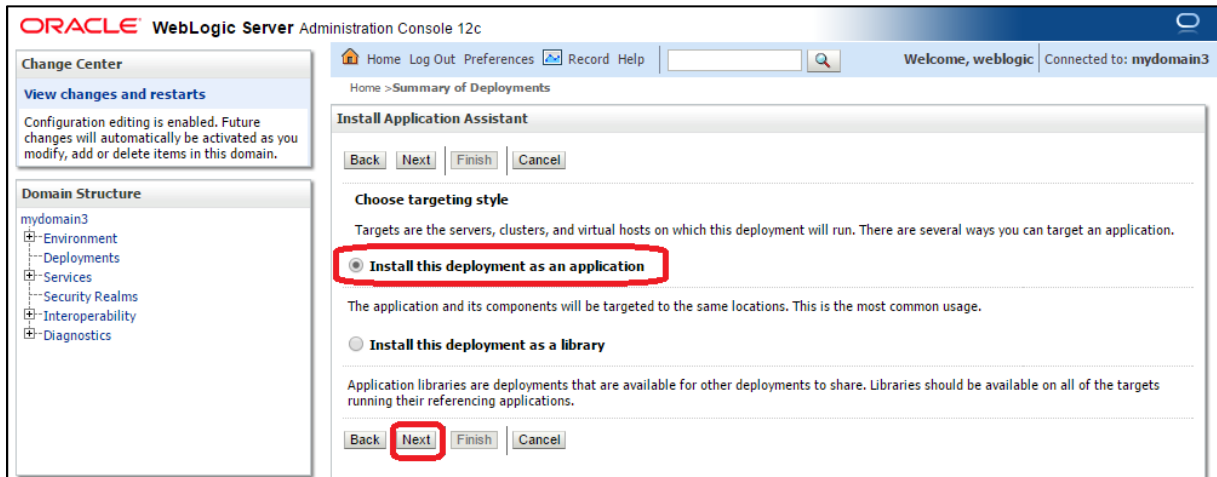 ORACLE WebLogic Server Administration Console 12c
Change Center
View changes and restarts
Configuration editing is enabled. Future
changes will automatically be activated as you
modify, add or delete items in this domain.
Domain Structure
mydomain3
Environment
Deployments
Services
Security Realms
Interoperability
Diagnostics
Home Log Out Preferences Record Help
Welcome, weblogic Connected to: mydomain3
Home >Summary of Deployments
Install Application Assistant
Back Next Finish Cancel
Choose targeting style
Targets are the servers, clusters, and virtual hosts on which this deployment will run. There are several ways you can target an application.
Install this deployment as an application
The application and its components will be targeted to the same locations. This is the most common usage.
Install this deployment as a library
Application libraries are deployments that are available for other deployments to share. Libraries should be available on all of the targets
running their referencing applications.
Back Next Finish Cancel